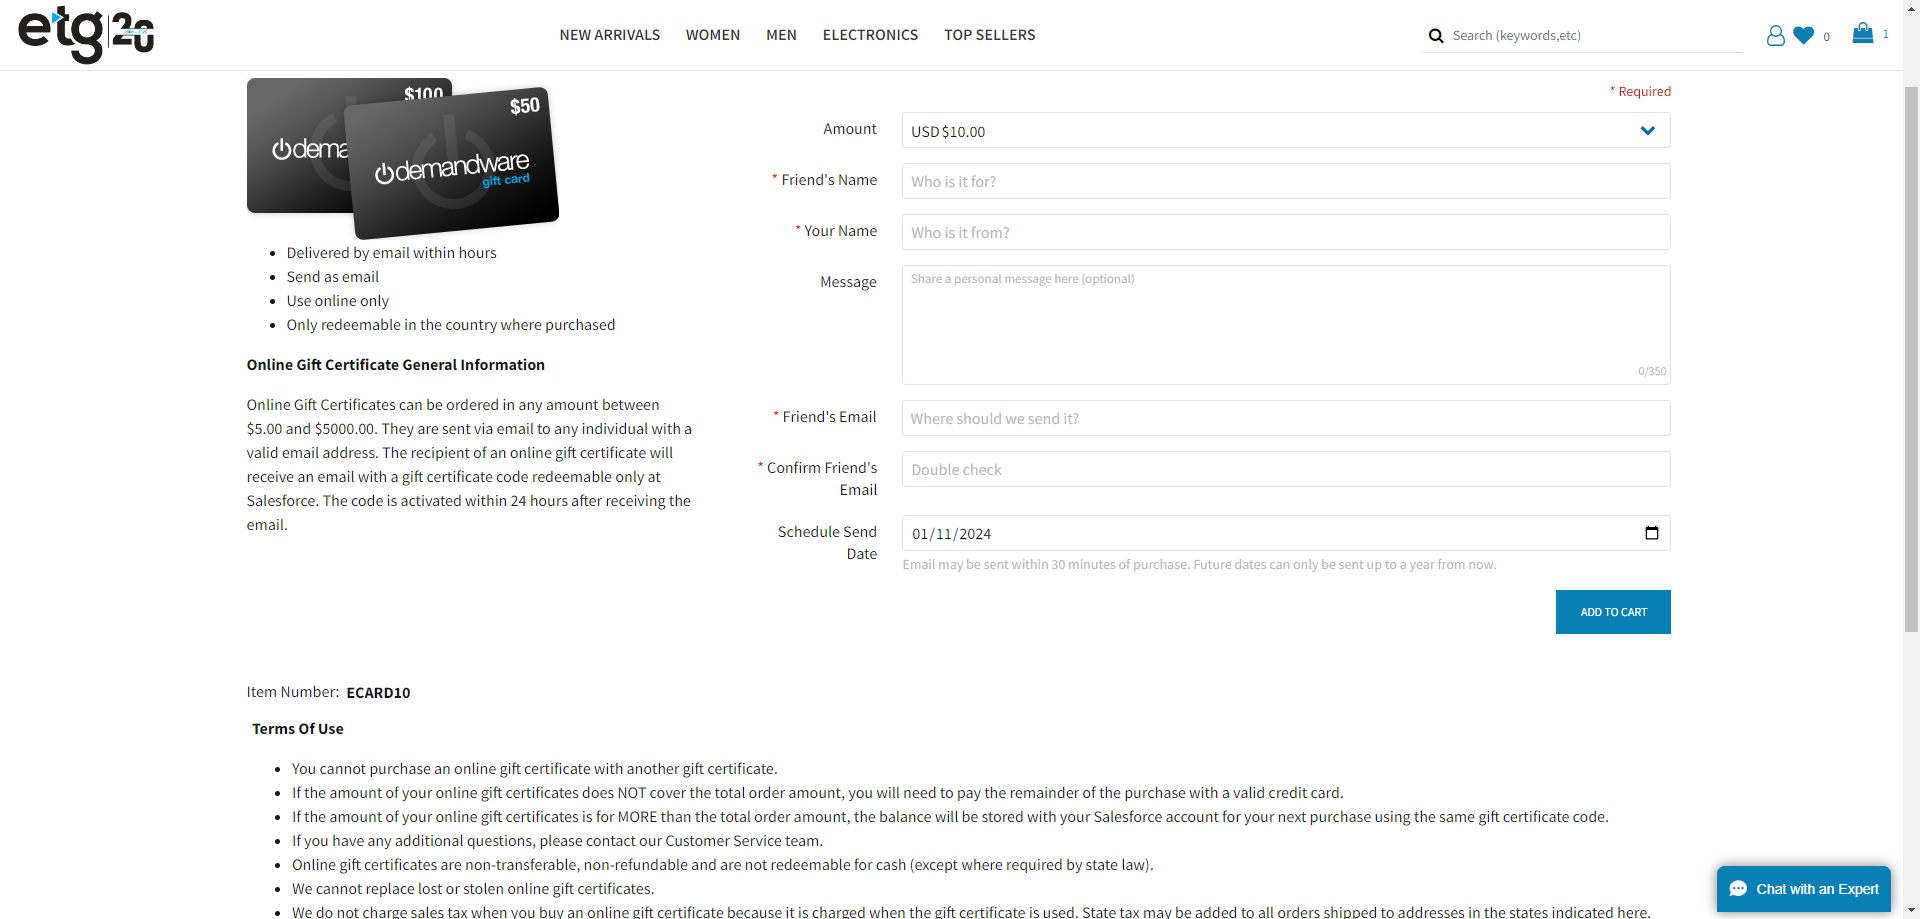 etg 20
NEW ARRIVALS WOMEN MEN ELECTRONICS TOP SELLERS
Search (keywords,etc)
0
1
$100
$50
dema
demandware
gift card
Delivered by email within hours
Send as email
Use online only
Only redeemable in the country where purchased
Online Gift Certificate General Information
Online Gift Certificates can be ordered in any amount between
$5.00 and $5000.00. They are sent via email to any individual with a
valid email address. The recipient of an online gift certificate will
receive an email with a gift certificate code redeemable only at
Salesforce. The code is activated within 24 hours after receiving the
email.
* Required
Amount
USD $10.00
* Friend's Name
Who is it for?
* Your Name
Who is it from?
Message
Share a personal message here (optional)
0/350
* Friend's Email
Where should we send it?
* Confirm Friend's
Email
Double check
Schedule Send
Date
01/11/2024
Email may be sent within 30 minutes of purchase. Future dates can only be sent up to a year from now.
ADD TO CART
Item Number: ECARD10
Terms Of Use
You cannot purchase an online gift certificate with another gift certificate.
If the amount of your online gift certificates does NOT cover the total order amount, you will need to pay the remainder of the purchase with a valid credit card.
If the amount of your online gift certificates is for MORE than the total order amount, the balance will be stored with your Salesforce account for your next purchase using the same gift certificate code.
If you have any additional questions, please contact our Customer Service team.
Online gift certificates are non-transferable, non-refundable and are not redeemable for cash (except where required by state law).
We cannot replace lost or stolen online gift certificates.
We do not charge sales tax when you buy an online gift certificate because it is charged when the gift certificate is used. State tax may be added to all orders shipped to addresses in the states indicated here.
Chat with an Expert